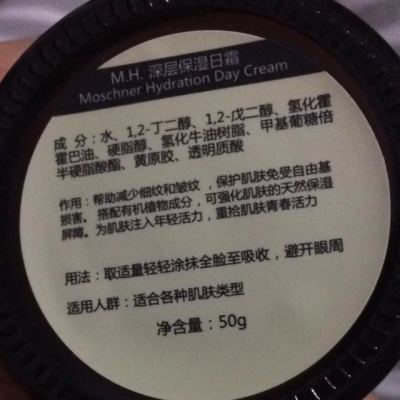 M.H. 深层保湿日霜
Moschner Hydration Day Cream
成 分：水、1,2-丁二醇、1,2-戊二醇、氢化霍
霍巴油、硬脂醇、氢化牛油树脂、甲基葡糖倍
半硬脂酸酯、黄原胶、透明质酸
作用：帮助减少细纹和皱纹，保护肌肤免受自由基
损害。搭配有机植物成分，可强化肌肤的天然保湿
屏障。为肌肤注入年轻活力，重拾肌肤青春活力
用法：取适量轻轻涂抹全脸至吸收，避开眼周
适用人群：适合各种肌肤类型
净含量：50g